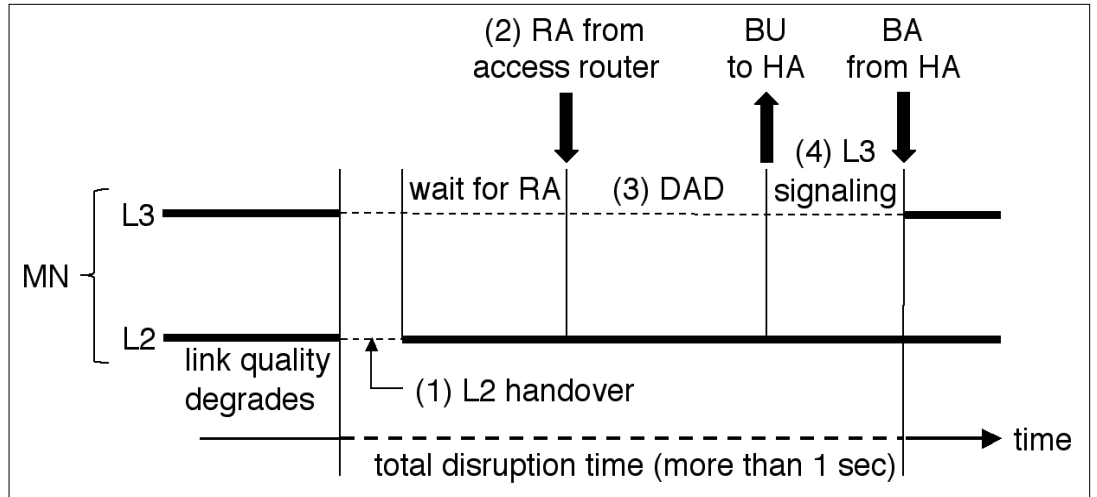 (2) RA from
access router
BU
to HA
BA
from HA
(4) L3
signaling
wait for RA
(3) DAD
L3
MN
L2
link quality
degrades
(1) L2 handover
time
total disruption time (more than 1 sec)